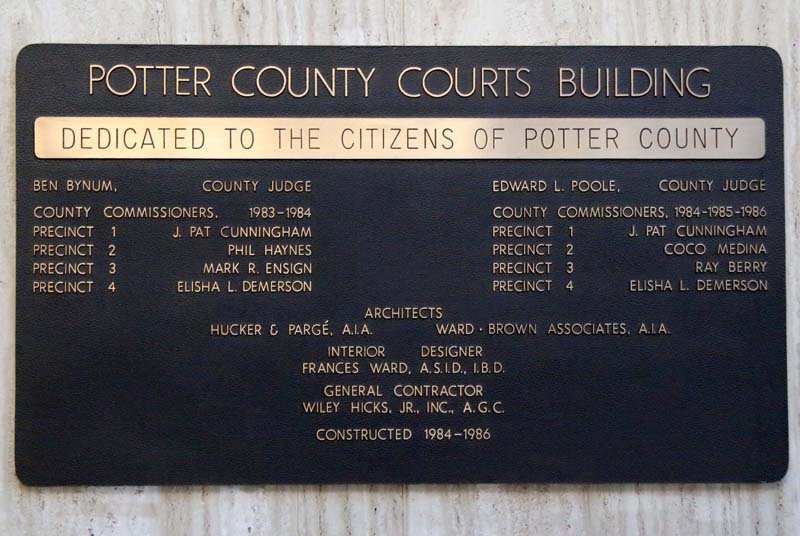 POTTER COUNTY COURTS BUILDING
DEDICATED TO THE CITIZENS OF POTTER COUNTY
BEN BYNUM, COUNTY JUDGE
COUNTY COMMISSIONERS, 1983-1984
PRECINCT 1 J. PAT CUNNINGHAM
PRECINCT 2 PHIL HAYNES
PRECINCT 3 MARK R. ENSIGN
PRECINCT 4 ELISHA L. DEMERSON
EDWARD L. POOLE, COUNTY JUDGE
COUNTY COMMISSIONERS, 1984-1985-1986
PRECINCT 1 J. PAT CUNNINGHAM
PRECINCT 2 COCO MEDINA
PRECINCT 3 RAY BERRY
PRECINCT 4 ELISHA L. DEMERSON
ARCHITECTS
HUCKER & PARGÉ, A.I.A. WARD · BROWN ASSOCIATES, A.I.A.
INTERIOR DESIGNER
FRANCES WARD, A.S.I.D., I.B.D.
GENERAL CONTRACTOR
WILEY HICKS, JR., INC., A.G.C.
CONSTRUCTED 1984-1986